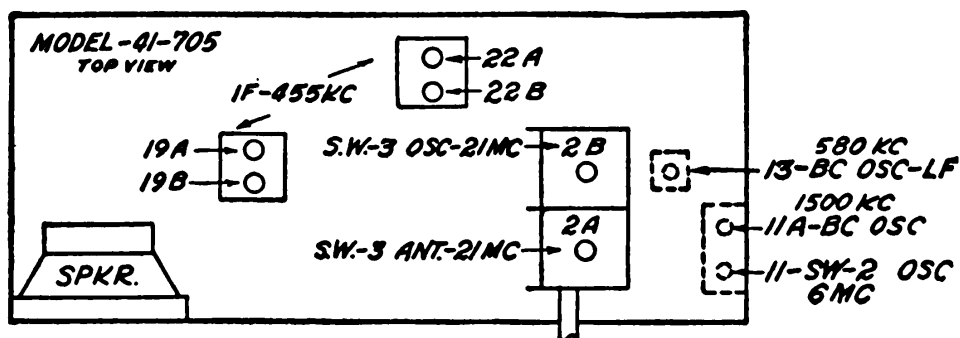 MODEL-41-705
TOP VIEW
22A
22B
IF-455KC
19A
19B
S.W.-3 OSC-21MC
2B
580 KC
13-BC OSC-LF
1500 KC
11A-BC OSC
2A
S.W.-3 ANT.-21MC
11-SW-2 OSC
6MC
SPKR.